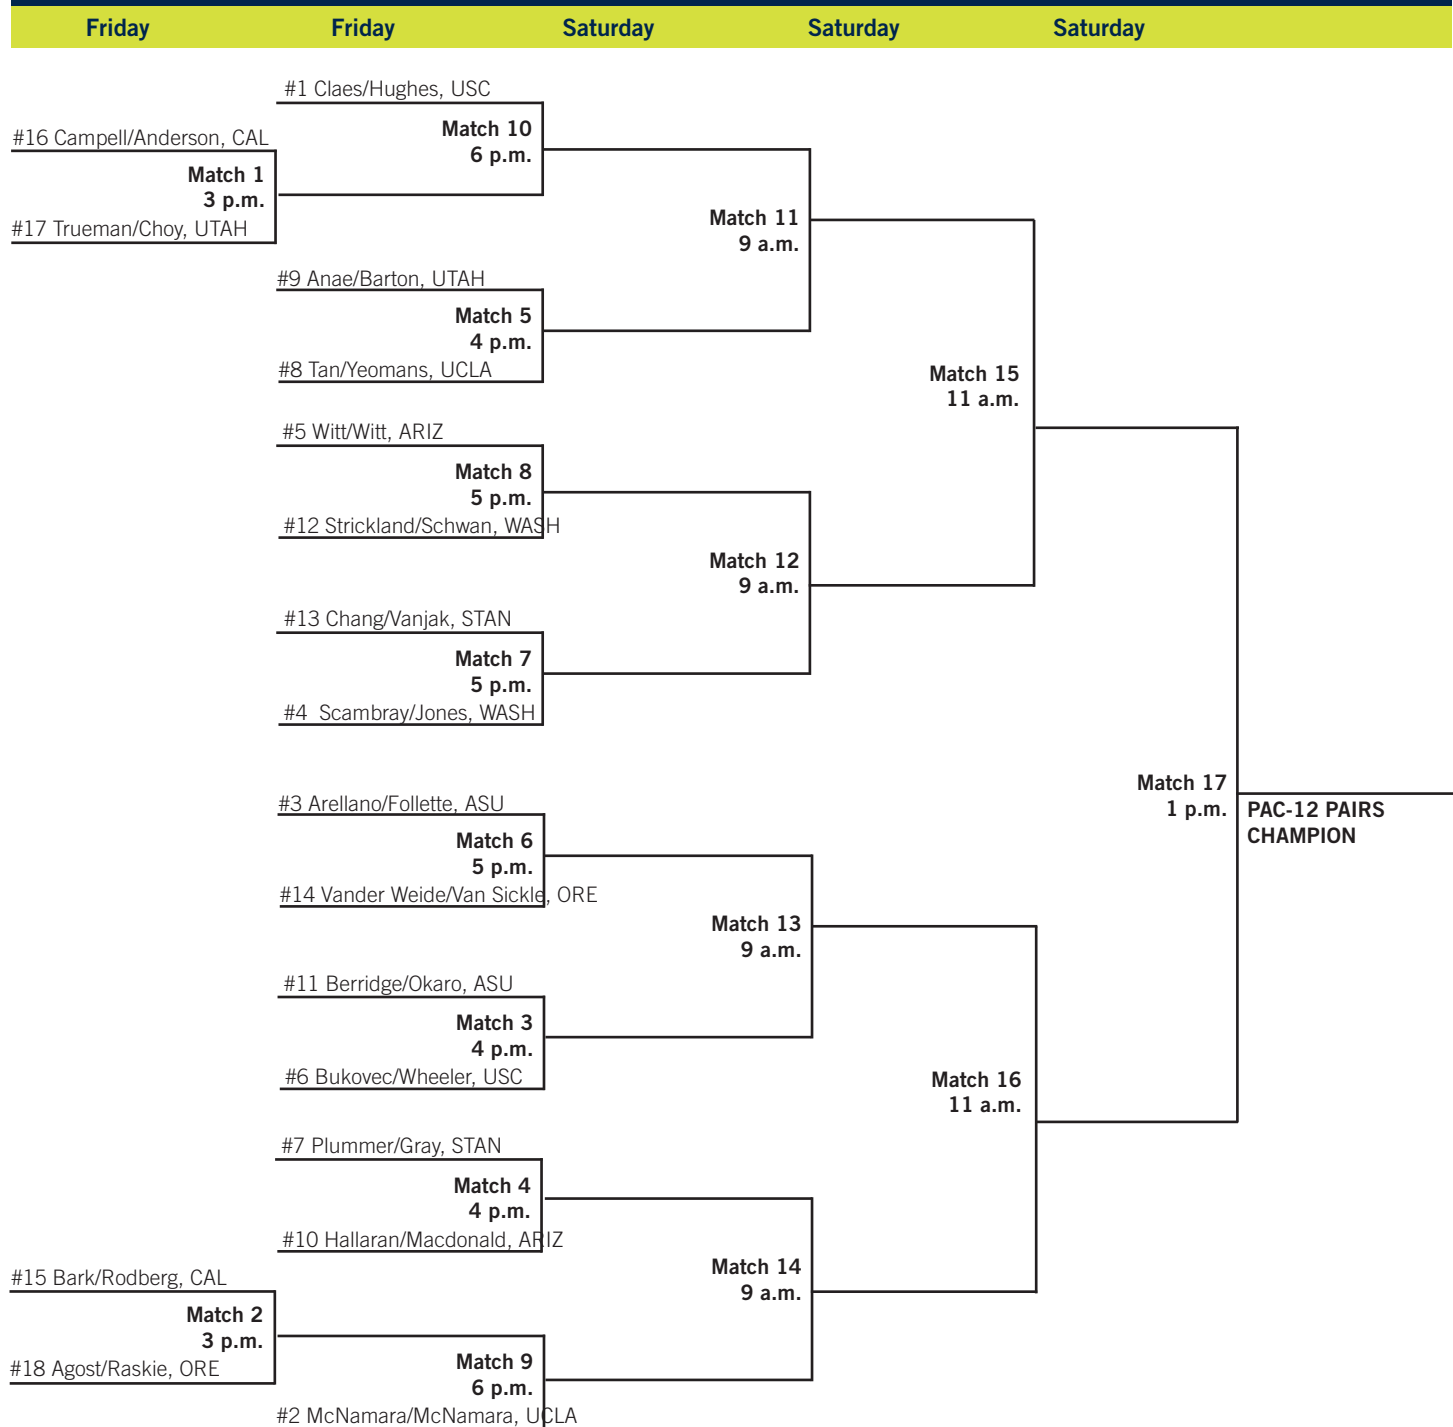 Friday Friday Saturday Saturday Saturday
#1 Claes/Hughes, USC
Match 10
6 p.m.
#16 Campell/Anderson, CAL
Match 1
3 p.m.
#17 Trueman/Choy, UTAH
Match 11
9 a.m.
#9 Anae/Barton, UTAH
Match 5
4 p.m.
#8 Tan/Yeomans, UCLA
Match 15
11 a.m.
#5 Witt/Witt, ARIZ
Match 8
5 p.m.
#12 Strickland/Schwan, WASH
Match 12
9 a.m.
#13 Chang/Vanjak, STAN
Match 7
5 p.m.
#4 Scambray/Jones, WASH
Match 17
1 p.m.
PAC-12 PAIRS
CHAMPION
#3 Arellano/Follette, ASU
Match 6
5 p.m.
#14 Vander Weide/Van Sickle, ORE
Match 13
9 a.m.
#11 Berridge/Okaro, ASU
Match 3
4 p.m.
#6 Bukovec/Wheeler, USC
Match 16
11 a.m.
#7 Plummer/Gray, STAN
Match 4
4 p.m.
#10 Hallaran/Macdonald, ARIZ
Match 14
9 a.m.
#15 Bark/Rodberg, CAL
Match 2
3 p.m.
#18 Agost/Raskie, ORE
Match 9
6 p.m.
#2 McNamara/McNamara, UCLA